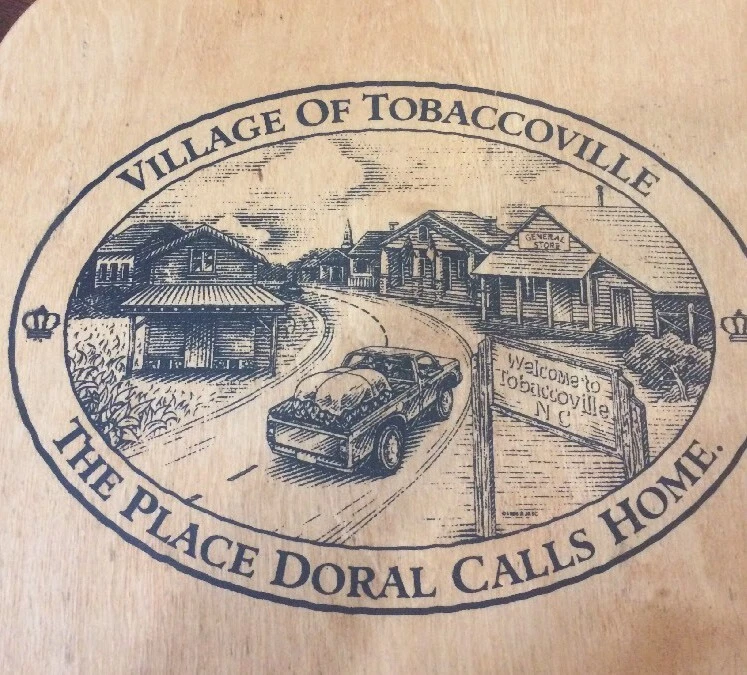 VILLAGE OF TOBACCOVILLE
GENERAL
STORE
Welcome to
Tobaccoville
N C
THE PLACE DORAL CALLS HOME.